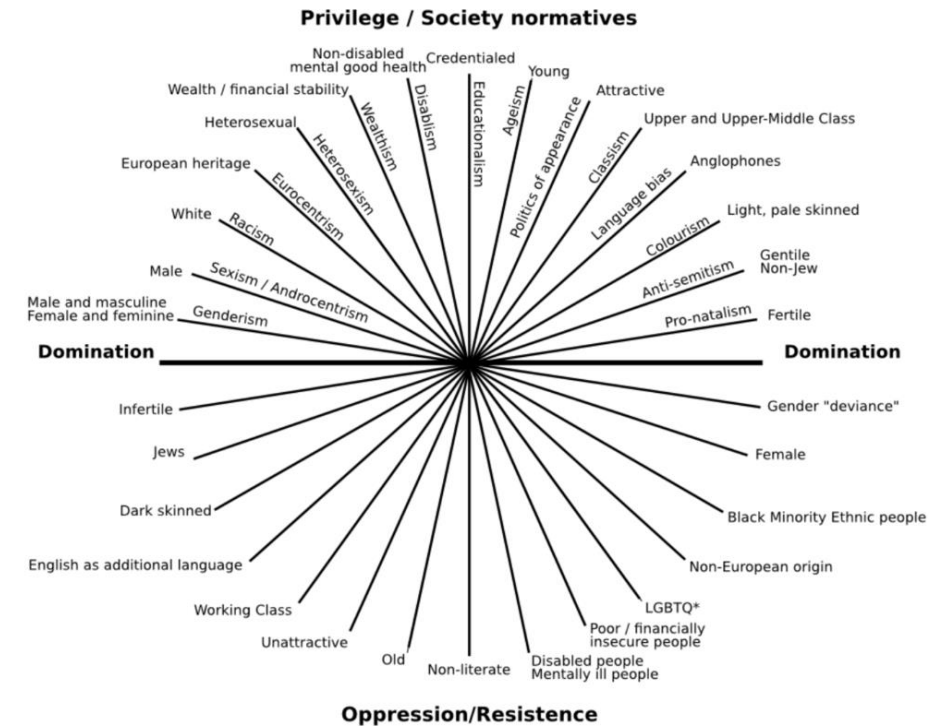 Privilege / Society normatives
Non-disabled
mental good health
Credentialed
Young
Wealth / financial stability
Attractive
Heterosexual
Upper and Upper-Middle Class
European heritage
Anglophones
White
Light, pale skinned
Male
Gentile
Non-Jew
Male and masculine
Female and feminine
Fertile
Genderism
Sexism / Androcentrism
Racism
Eurocentrism
Heterosexism
Wealthism
Disablism
Educationalism
Ageism
Politics of appearance
Classism
Language bias
Colourism
Anti-semitism
Pro-natalism
Domination
Domination
Infertile
Gender "deviance"
Jews
Female
Dark skinned
Black Minority Ethnic people
English as additional language
Non-European origin
Working Class
LGBTQ*
Unattractive
Poor / financially
insecure people
Old
Non-literate
Disabled people
Mentally ill people
Oppression/Resistence